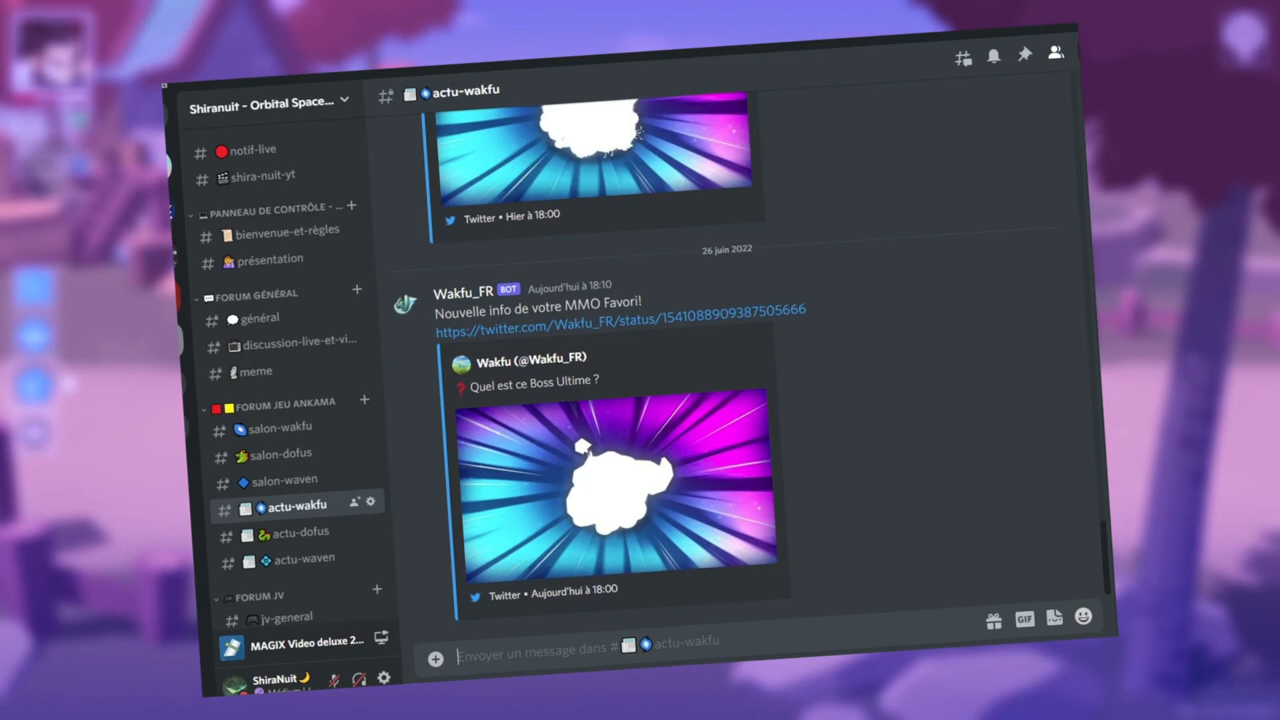 Shiranuit - Orbital Space...
notif-live
shira-nuit-yt
PANNEAU DE CONTRÔLE - ...
bienvenue-et-règles
présentation
FORUM GÉNÉRAL
général
discussion-live-et-vi...
meme
FORUM JEU ANKAMA
salon-wakfu
salon-dofus
salon-waven
actu-wakfu
actu-dofus
actu-waven
FORUM JV
jv-general
MAGIX Video deluxe 2...
ShiraNuit
actu-wakfu
Twitter • Hier à 18:00
26 juin 2022
Wakfu_FR BOT Aujourd'hui à 18:10
Nouvelle info de votre MMO Favori!
https://twitter.com/Wakfu_FR/status/1541088909387505666
Wakfu (@Wakfu_FR)
❓ Quel est ce Boss Ultime ?
Twitter • Aujourd'hui à 18:00
Envoyer un message dans #actu-wakfu
GIF